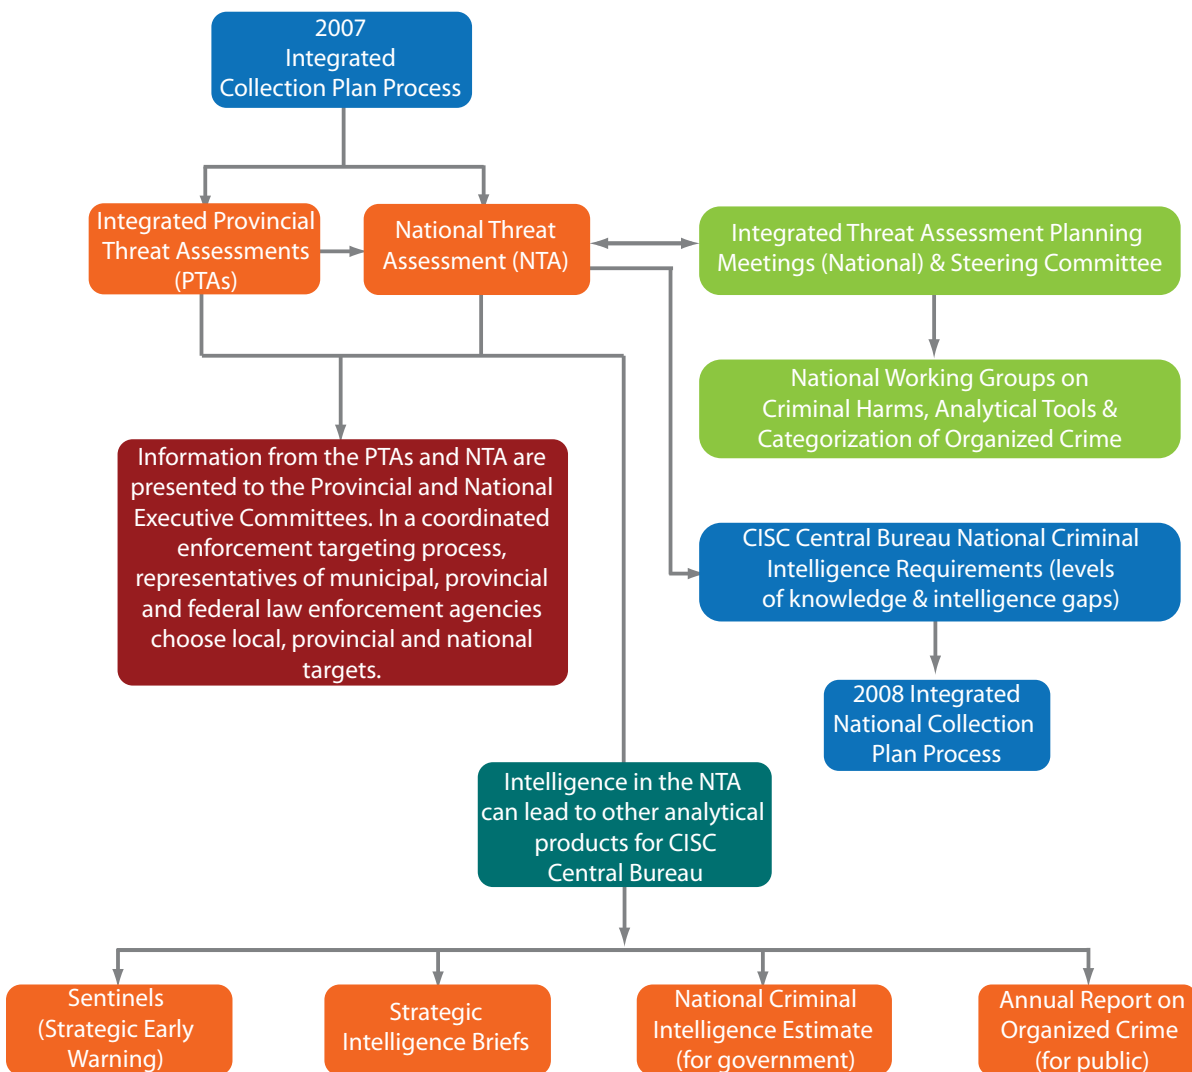 2007
Integrated
Collection Plan Process
Integrated Provincial
Threat Assessments
(PTAs)
National Threat
Assessment (NTA)
Integrated Threat Assessment Planning
Meetings (National) & Steering Committee
National Working Groups on
Criminal Harms, Analytical Tools &
Categorization of Organized Crime
Information from the PTAs and NTA are
presented to the Provincial and National
Executive Committees. In a coordinated
enforcement targeting process,
representatives of municipal, provincial
and federal law enforcement agencies
choose local, provincial and national
targets.
CISC Central Bureau National Criminal
Intelligence Requirements (levels
of knowledge & intelligence gaps)
2008 Integrated
National Collection
Plan Process
Intelligence in the NTA
can lead to other analytical
products for CISC
Central Bureau
Sentinels
(Strategic Early
Warning)
Strategic
Intelligence Briefs
National Criminal
Intelligence Estimate
(for government)
Annual Report on
Organized Crime
(for public)